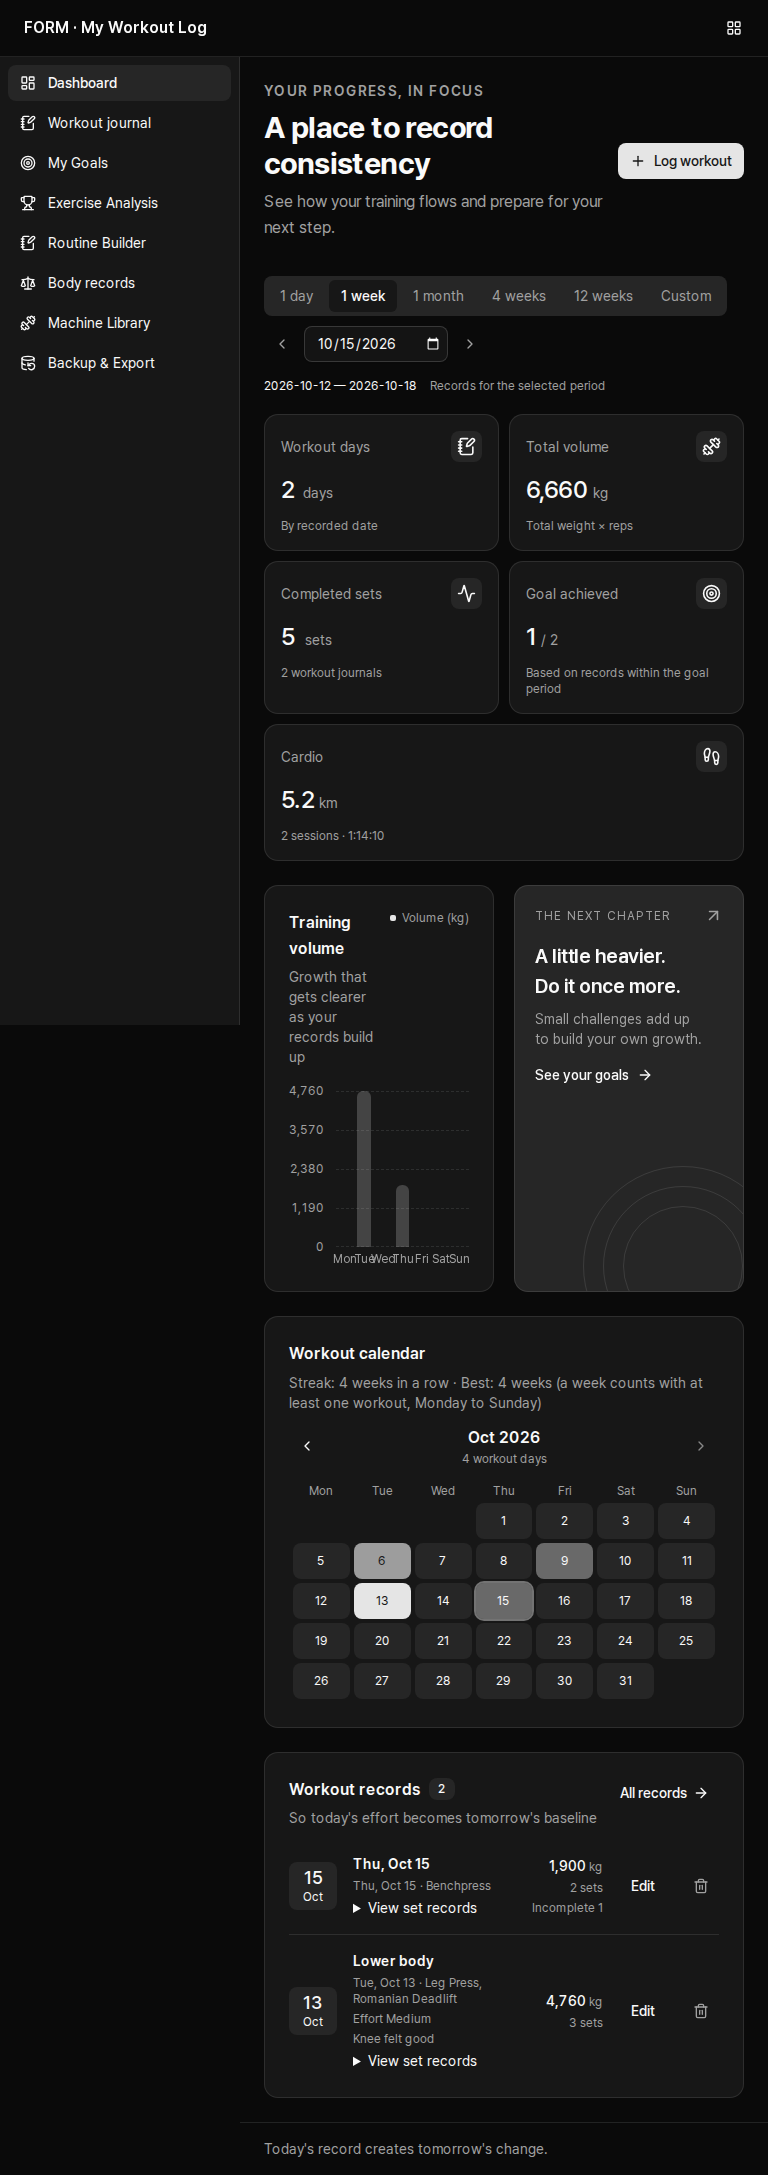 FORM · My Workout Log
Dashboard
Workout journal
My Goals
Exercise Analysis
Routine Builder
Body records
Machine Library
Backup & Export
YOUR PROGRESS, IN FOCUS
A place to record
consistency
Log workout
See how your training flows and prepare for your
next step.
1 day
1 week
1 month
4 weeks
12 weeks
Custom
10/15/2026
2026-10-12 — 2026-10-18
Records for the selected period
Workout days
2 days
By recorded date
Total volume
6,660 kg
Total weight × reps
Completed sets
5 sets
2 workout journals
Goal achieved
1 / 2
Based on records within the goal
period
Cardio
5.2 km
2 sessions · 1:14:10
Training
volume
Volume (kg)
Growth that
gets clearer
as your
records build
up
4,760
3,570
2,380
1,190
0
Mon Tue Wed Thu Fri Sat Sun
THE NEXT CHAPTER
A little heavier.
Do it once more.
Small challenges add up
to build your own growth.
See your goals
Workout calendar
Streak: 4 weeks in a row · Best: 4 weeks (a week counts with at
least one workout, Monday to Sunday)
Oct 2026
4 workout days
Mon Tue Wed Thu Fri Sat Sun
1 2 3 4
5 6 7 8 9 10 11
12 13 14 15 16 17 18
19 20 21 22 23 24 25
26 27 28 29 30 31
Workout records 2
All records
So today's effort becomes tomorrow's baseline
15
Oct
Thu, Oct 15
Thu, Oct 15 · Benchpress
View set records
1,900 kg
2 sets
Incomplete 1
Edit
13
Oct
Lower body
Tue, Oct 13 · Leg Press,
Romanian Deadlift
Effort Medium
Knee felt good
View set records
4,760 kg
3 sets
Edit
Today's record creates tomorrow's change.